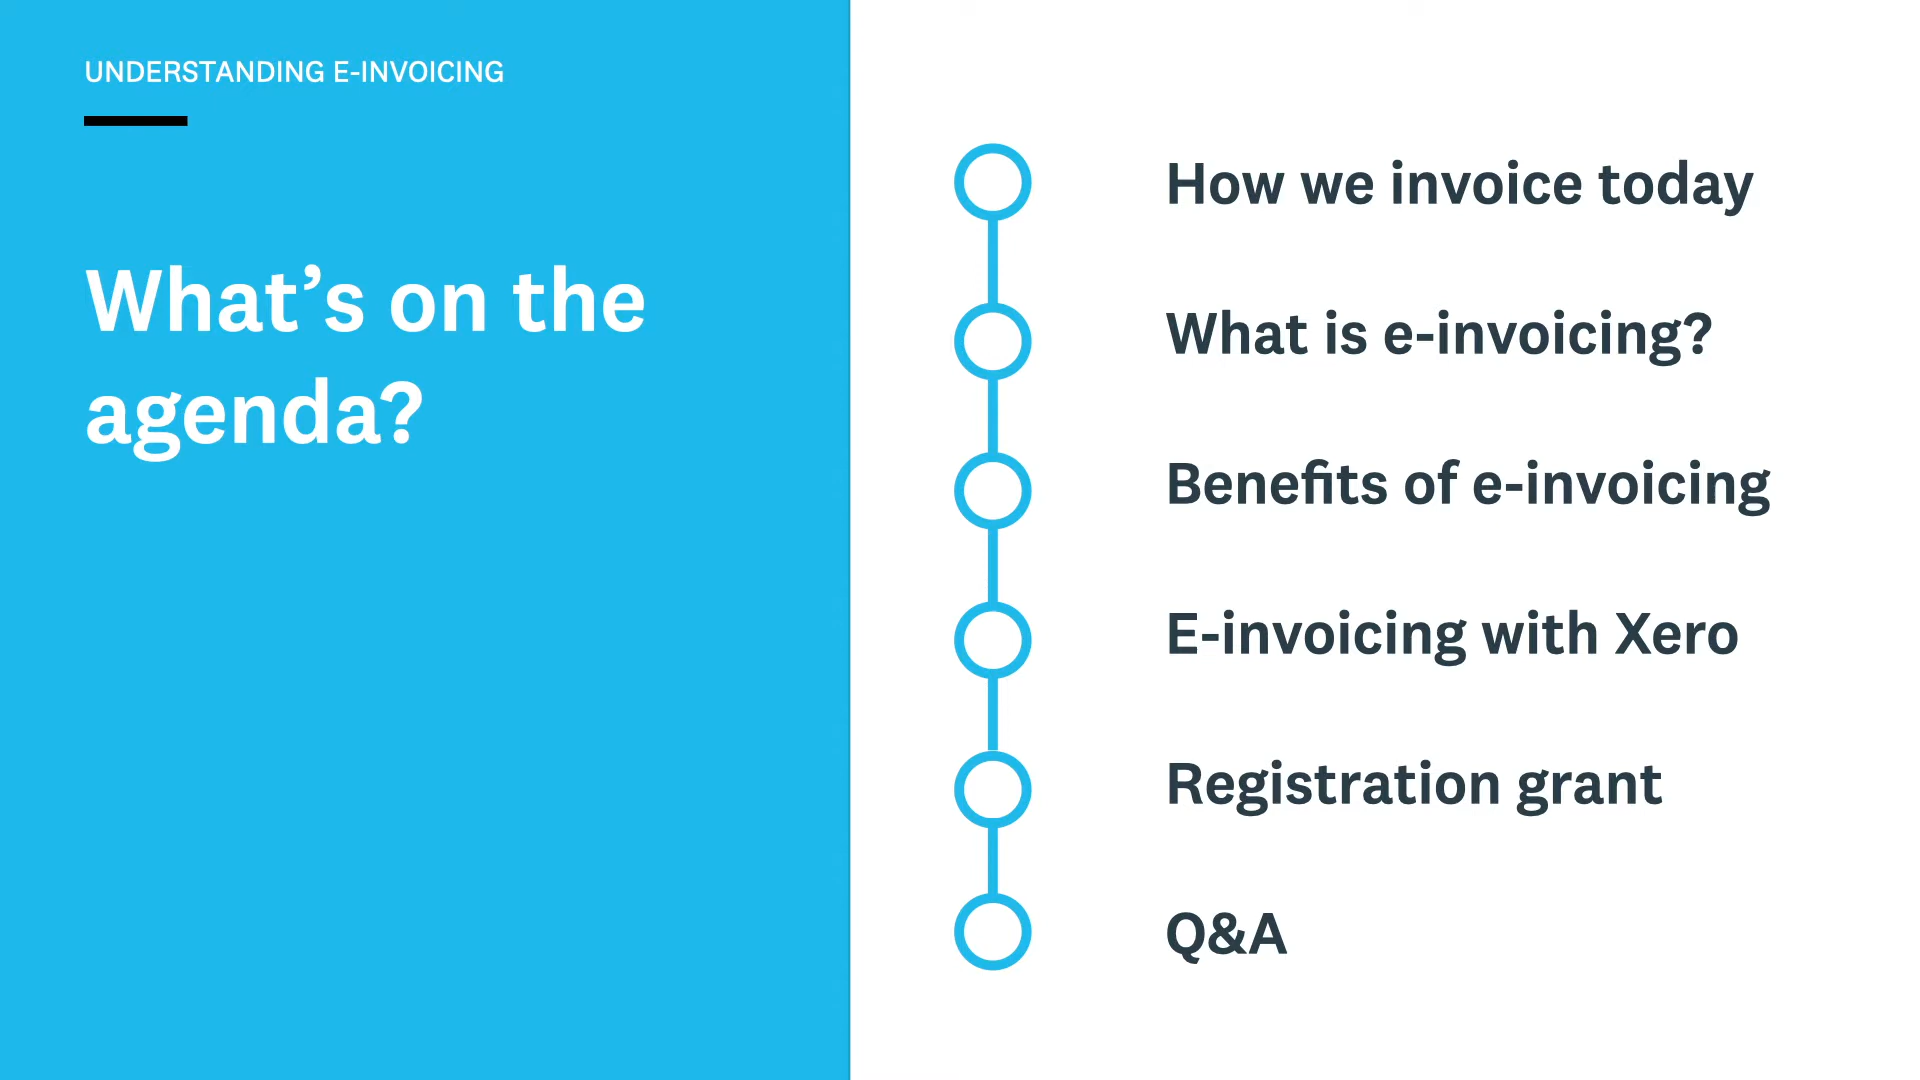 UNDERSTANDING E-INVOICING
What’s on the
agenda?
How we invoice today
What is e-invoicing?
Benefits of e-invoicing
E-invoicing with Xero
Registration grant
Q&A